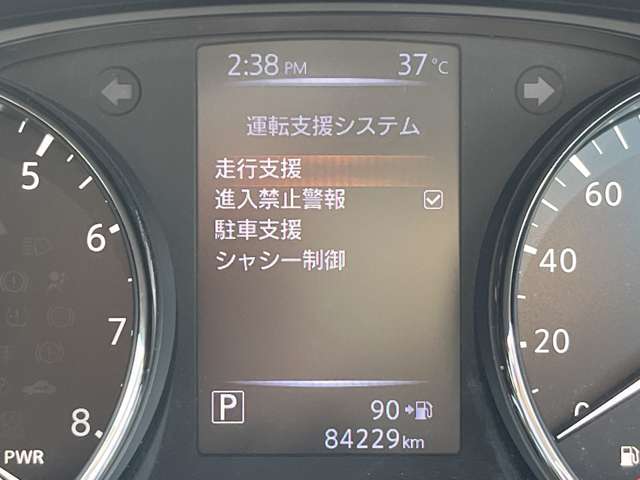 2:38 PM 37°C
運転支援システム
走行支援
進入禁止警報
駐車支援
シャシー制御
P
90
84229km
5
6
7
8
PWR
60
40
20
0